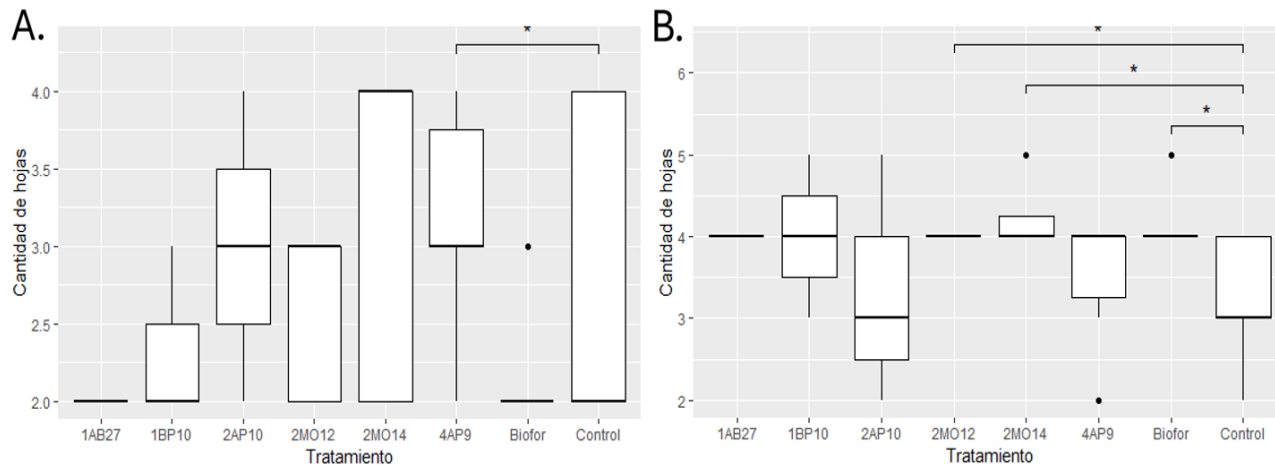 A.
*
4.0
3.5
3.0
2.5
2.0
Cantidad de hojas
1AB27 1BP10 2AP10 2MO12 2MO14 4AP9 Biofor Control
Tratamiento
B.
*
*
*
6
5
4
3
2
Cantidad de hojas
1AB27 1BP10 2AP10 2MO12 2MO14 4AP9 Biofor Control
Tratamiento